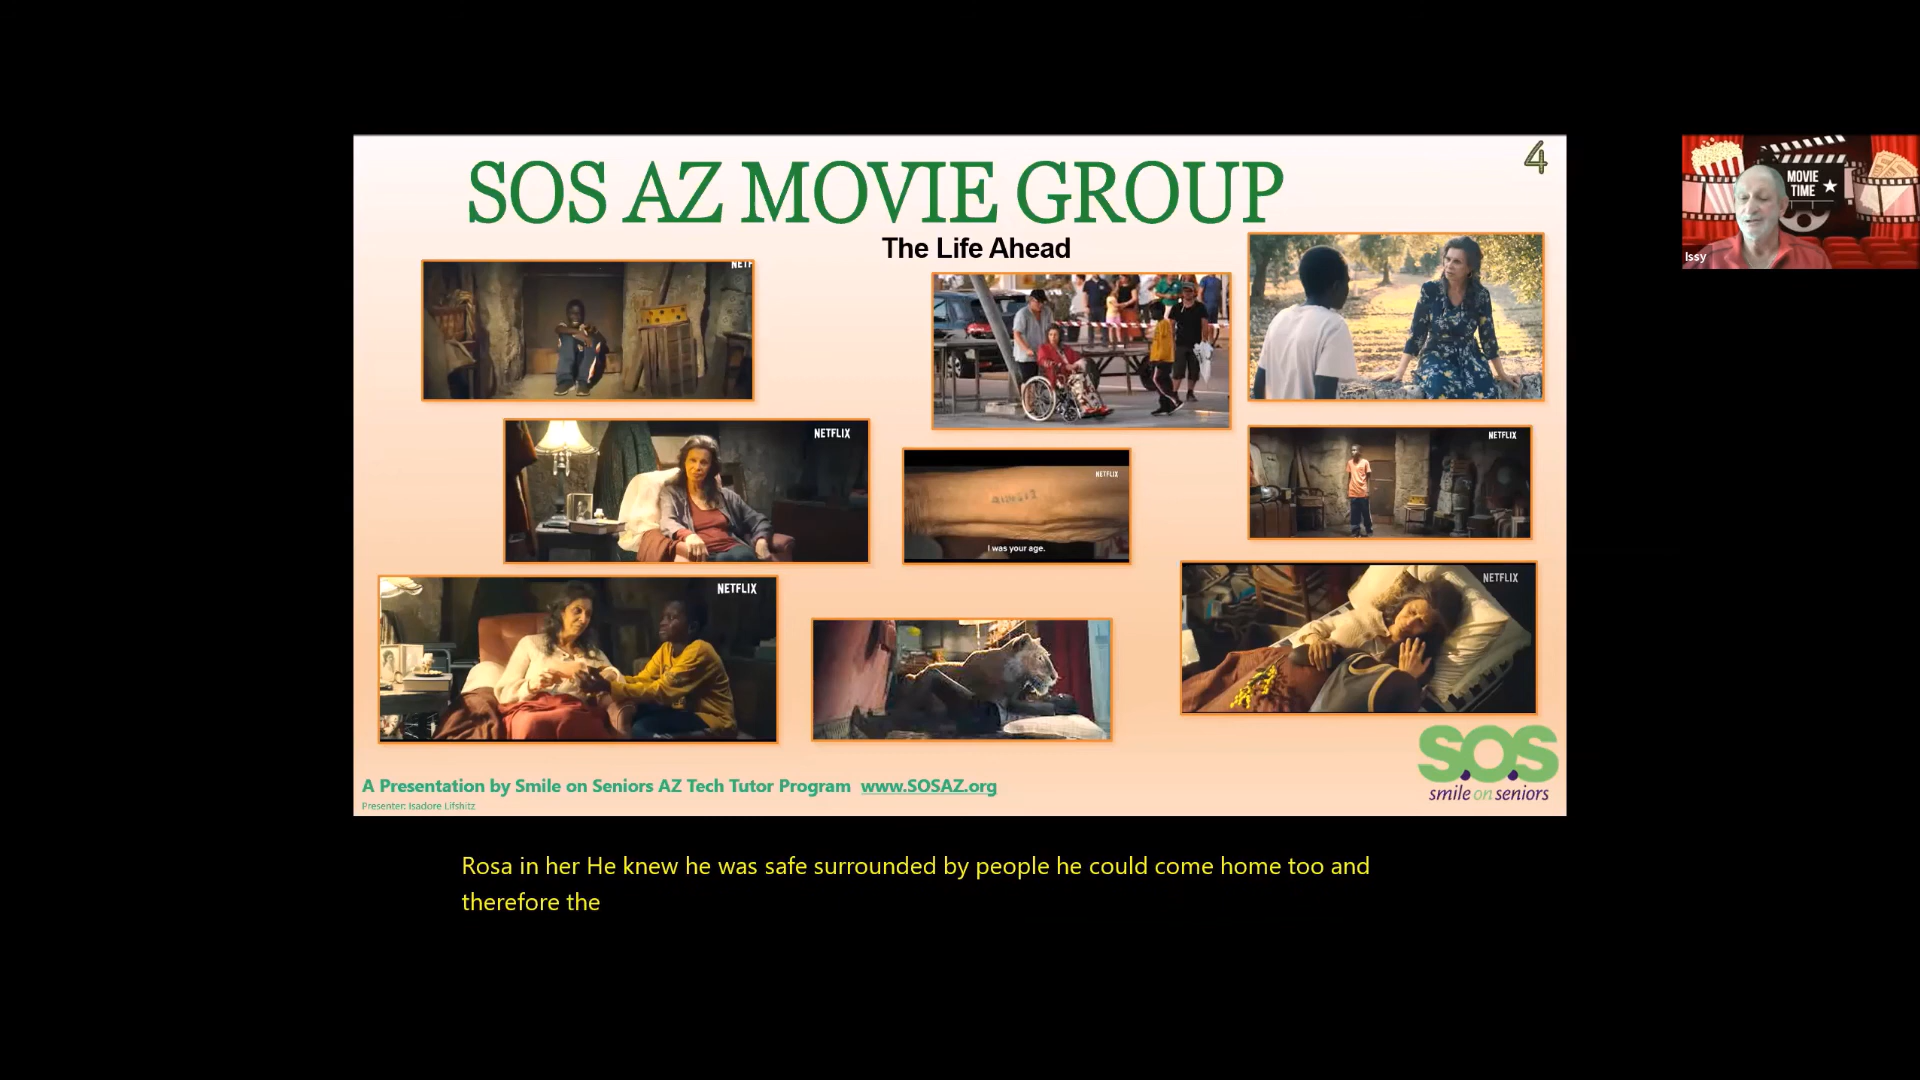 SOS AZ MOVIE GROUP
4
The Life Ahead
NETF
MOVIE
TIME
Issy
NETFLIX
NETFLIX
I was your age.
NETFLIX
NETFLIX
NETFLIX
S.O.S
smile on seniors
A Presentation by Smile on Seniors AZ Tech Tutor Program www.SOSAZ.org
Presenter: Isadore Lifshitz
Rosa in her He knew he was safe surrounded by people he could come home too and
therefore the